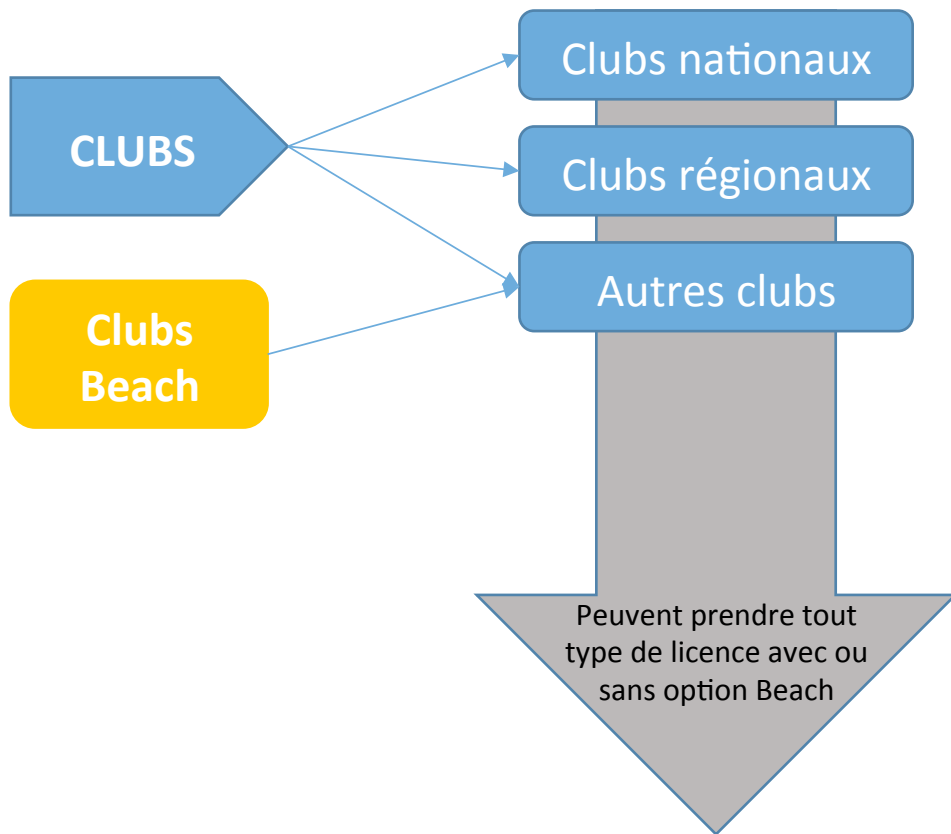 CLUBS
Clubs
Beach
Clubs nationaux
Clubs régionaux
Autres clubs
Peuvent prendre tout
type de licence avec ou
sans option Beach